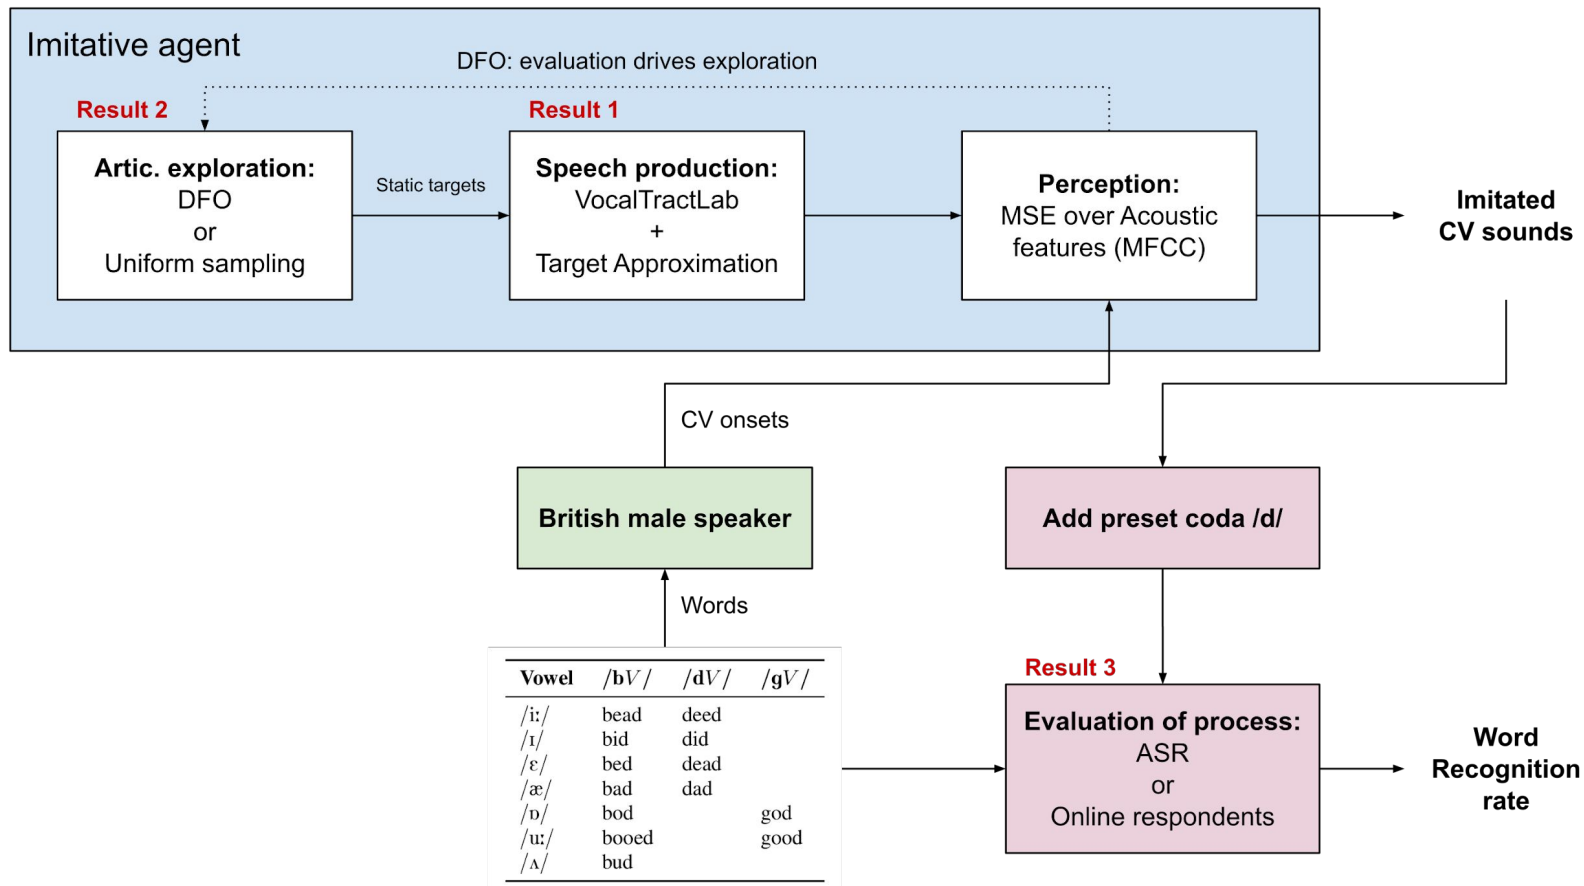 Imitative agent
DFO: evaluation drives exploration
Result 2
Result 1
Artic. exploration:
DFO
or
Uniform sampling
Static targets
Speech production:
VocalTractLab
+
Target Approximation
Perception:
MSE over Acoustic
features (MFCC)
Imitated
CV sounds
CV onsets
British male speaker
Add preset coda /d/
Words
Vowel /bV/ /dV/ /gV/
/iː/ bead deed
/ɪ/ bid did
/ɛ/ bed dead
/æ/ bad dad
/ɒ/ bod god
/uː/ booed good
/ʌ/ bud
Result 3
Evaluation of process:
ASR
or
Online respondents
Word
Recognition
rate